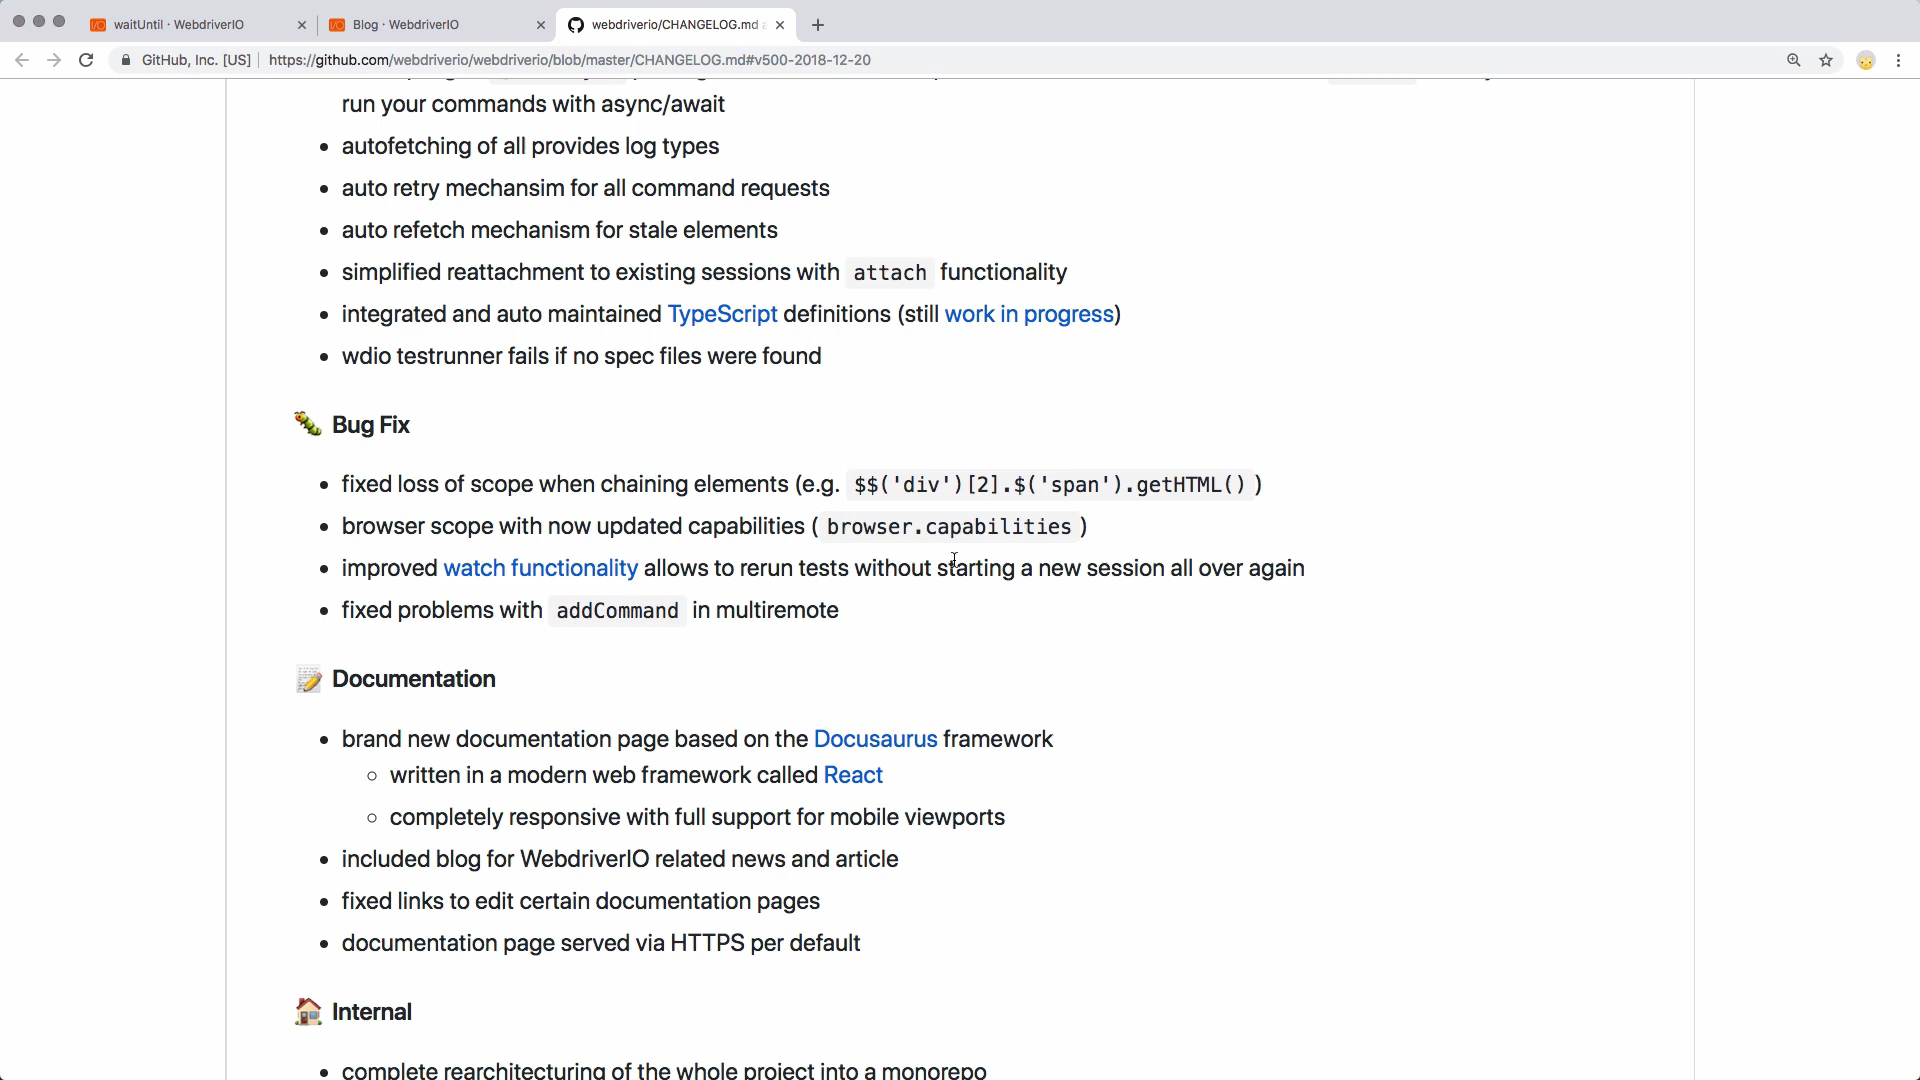 waitUntil · WebdriverIO
Blog · WebdriverIO
webdriverio/CHANGELOG.md
GitHub, Inc. [US]
https://github.com/webdriverio/webdriverio/blob/master/CHANGELOG.md#v500-2018-12-20
run your commands with async/await
autofetching of all provides log types
auto retry mechansim for all command requests
auto refetch mechanism for stale elements
simplified reattachment to existing sessions with attach functionality
integrated and auto maintained TypeScript definitions (still work in progress)
wdio testrunner fails if no spec files were found
Bug Fix
fixed loss of scope when chaining elements (e.g. $$('div')[2].$('span').getHTML() )
browser scope with now updated capabilities ( browser.capabilities )
improved watch functionality allows to rerun tests without starting a new session all over again
fixed problems with addCommand in multiremote
Documentation
brand new documentation page based on the Docusaurus framework
written in a modern web framework called React
completely responsive with full support for mobile viewports
included blog for WebdriverIO related news and article
fixed links to edit certain documentation pages
documentation page served via HTTPS per default
Internal
complete rearchitecturing of the whole project into a monorepo